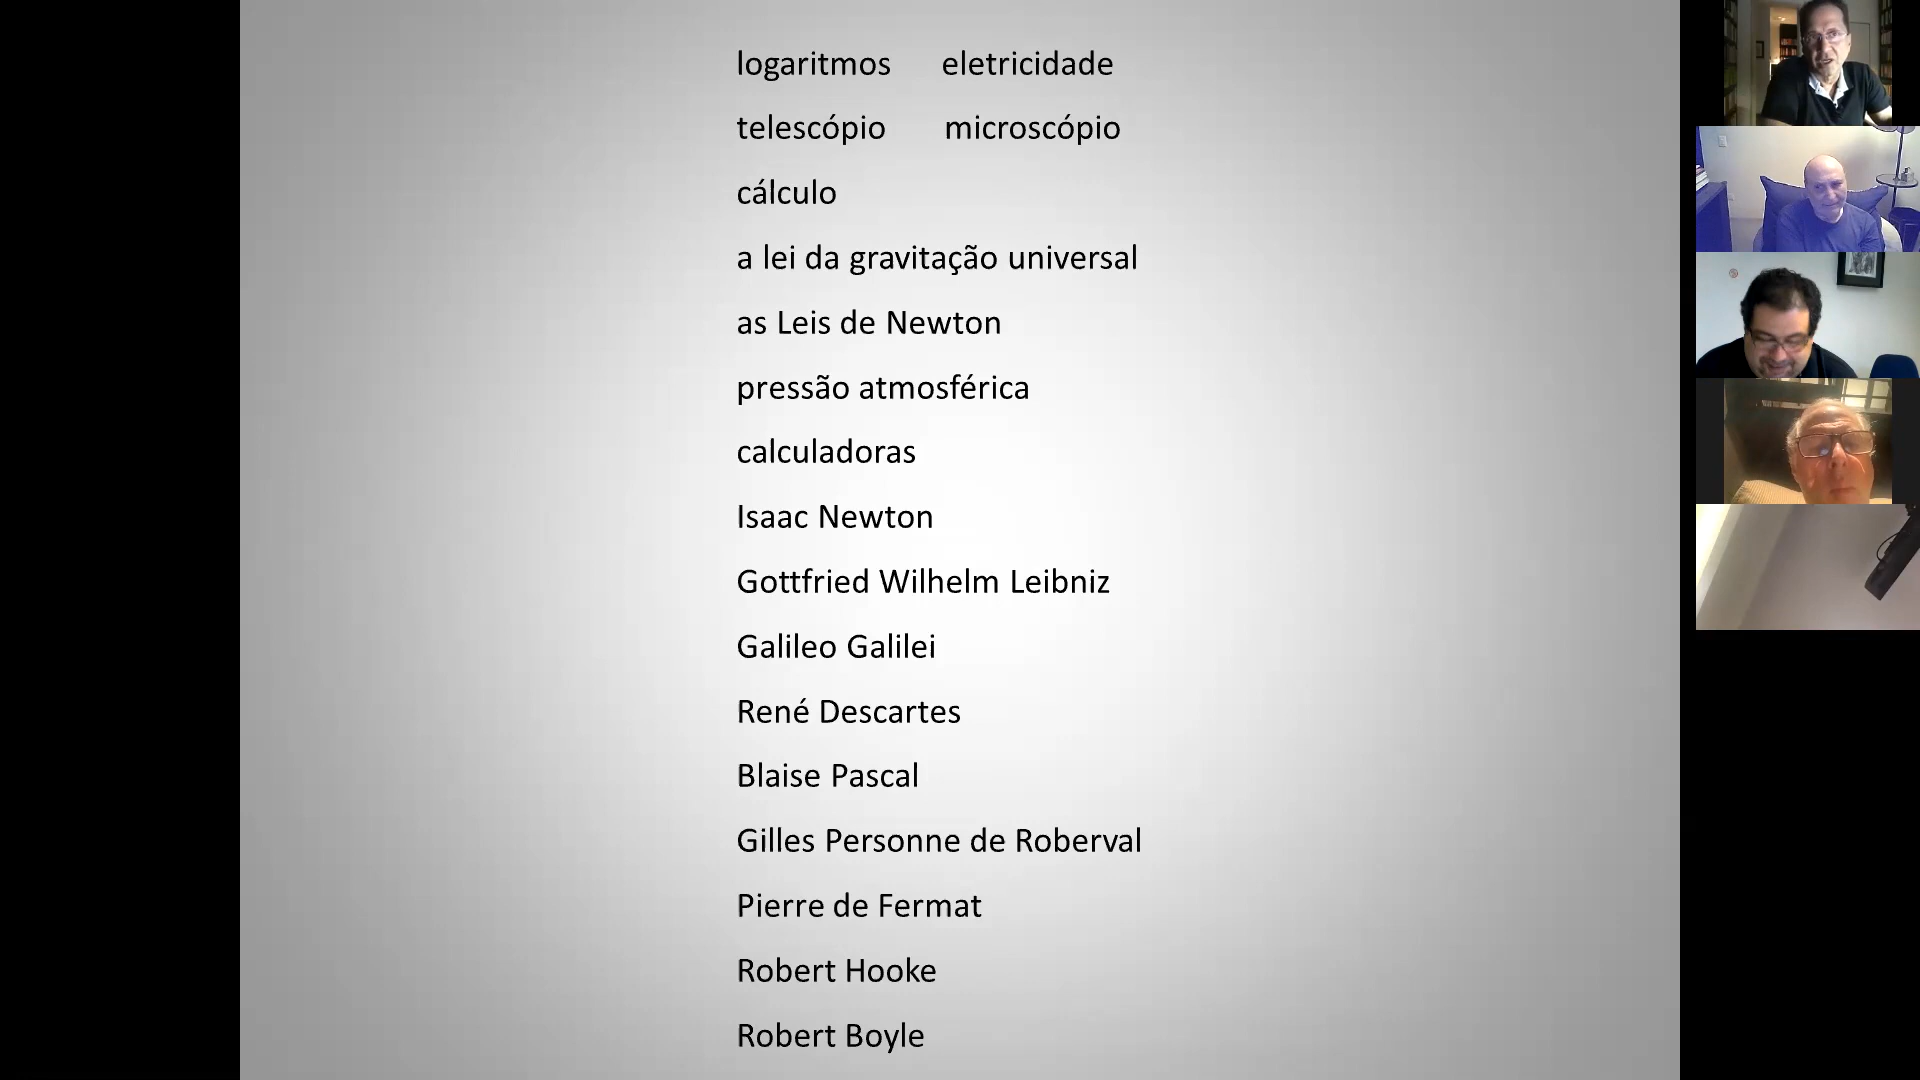 logaritmos eletricidade
telescópio microscópio
cálculo
a lei da gravitação universal
as Leis de Newton
pressão atmosférica
calculadoras
Isaac Newton
Gottfried Wilhelm Leibniz
Galileo Galilei
René Descartes
Blaise Pascal
Gilles Personne de Roberval
Pierre de Fermat
Robert Hooke
Robert Boyle